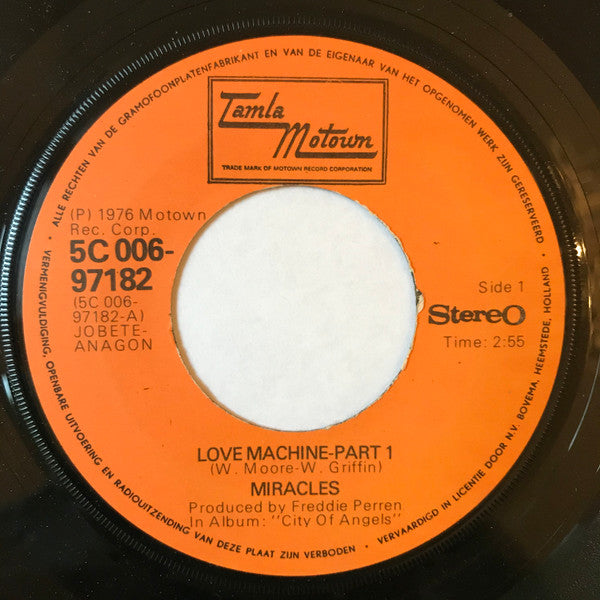 ALLE RECHTEN VAN DE GRAMOFOONPLATENFABRIKANT EN VAN DE EIGENAAR VAN HET OPGENOMEN WERK ZIJN GERESERVEERD
Tamla
Motown
TRADE MARK OF MOTOWN RECORD CORPORATION
(P) 1976 Motown
Rec. Corp.
5C 006-
97182
(5C 006-
97182-A)
JOBETE-
ANAGON
Side 1
Stereo
Time: 2:55
LOVE MACHINE-PART 1
(W. Moore-W. Griffin)
MIRACLES
Produced by Freddie Perren
In Album: "City Of Angels"
VERMENIGVULDIGING, OPENBARE UITVOERING EN RADIOUITZENDING VAN DEZE PLAAT ZIJN VERBODEN • VERVAARDIGD IN LICENTIE DOOR N.V. BOVEMA, HEEMSTEDE, HOLLAND •